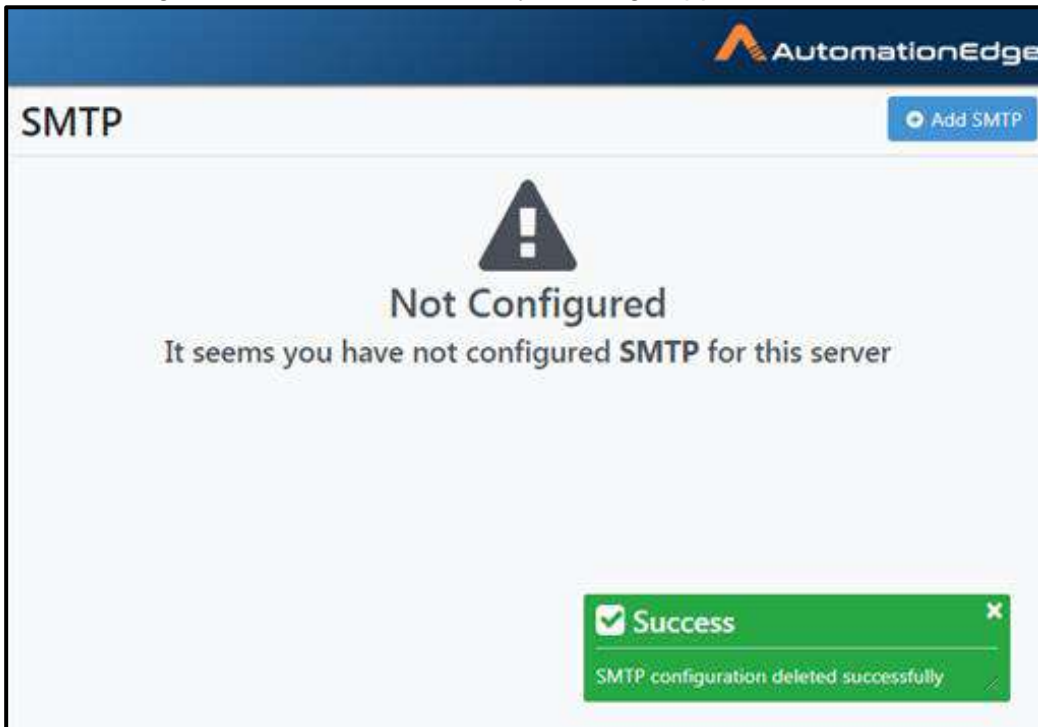 AutomationEdge
SMTP
Add SMTP
Not Configured
It seems you have not configured SMTP for this server
Success
SMTP configuration deleted successfully